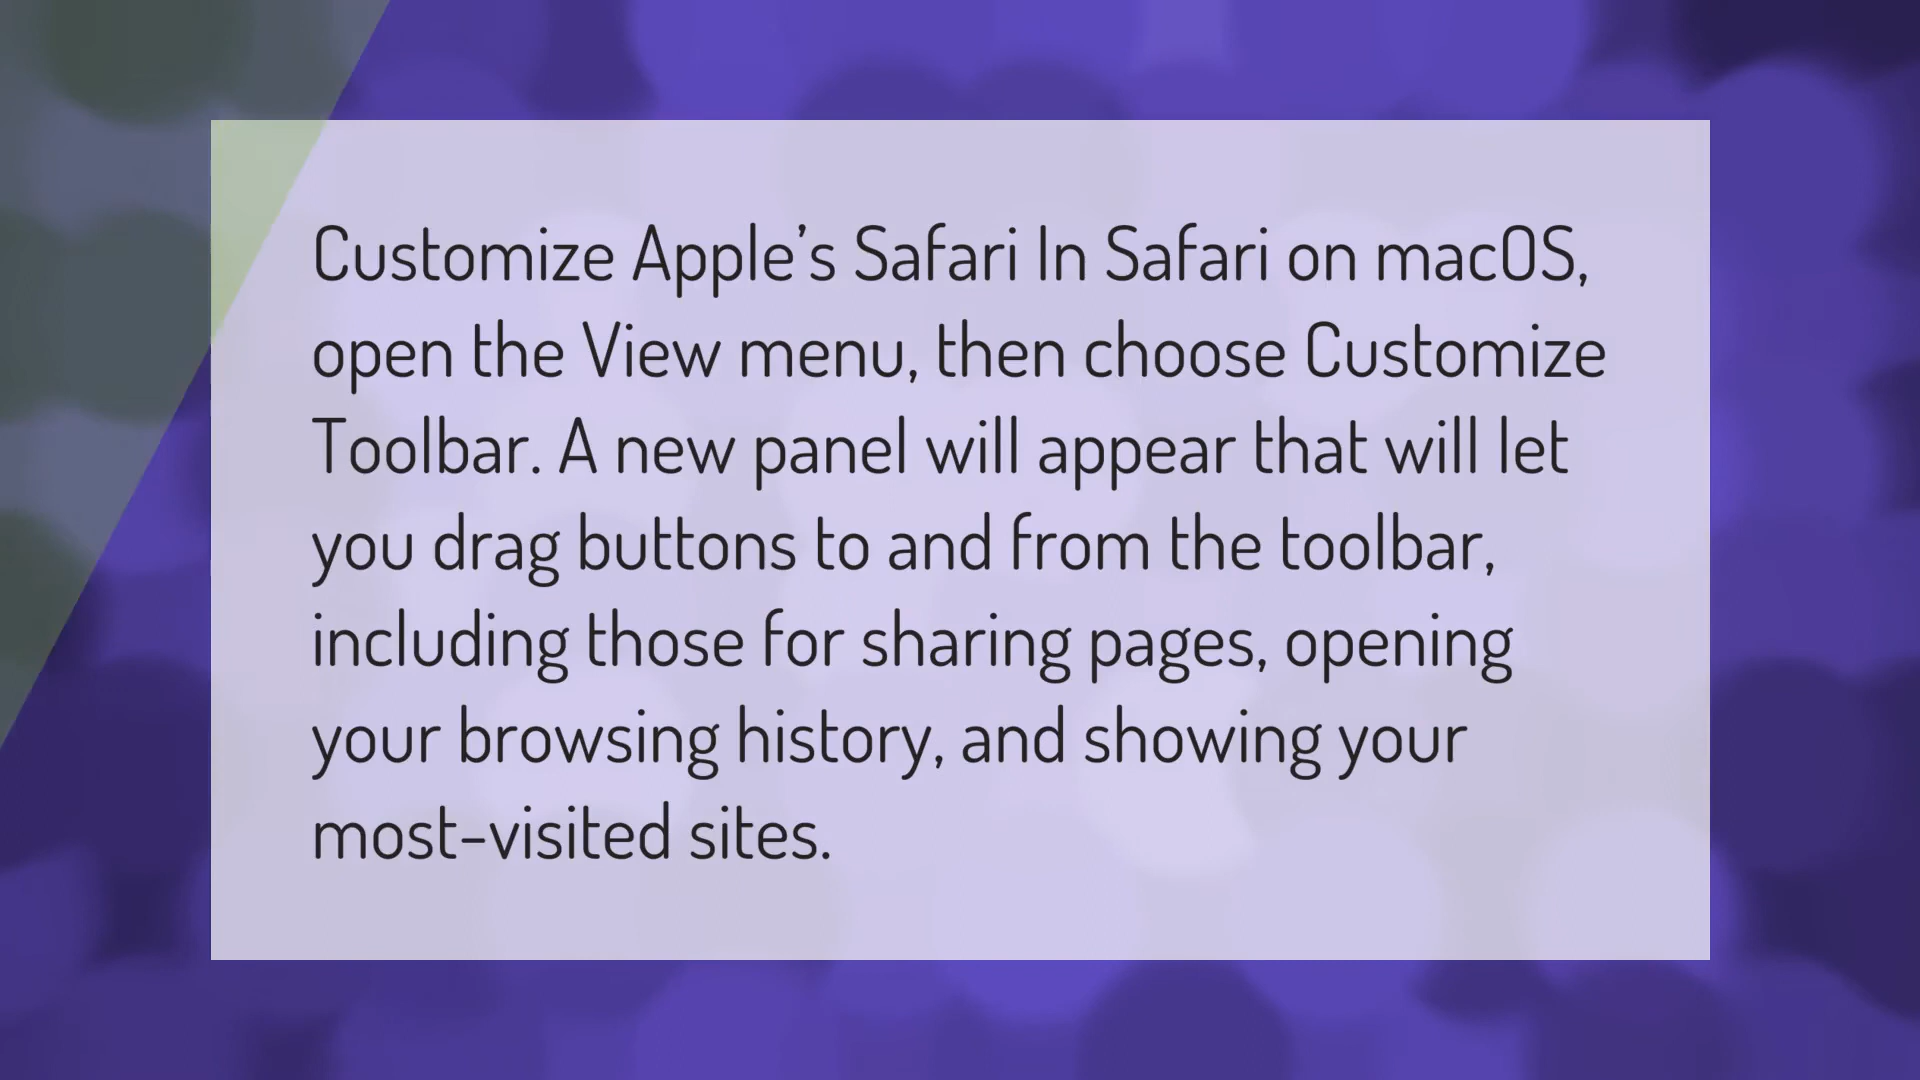 Customize Apple’s Safari In Safari on macOS,
open the View menu, then choose Customize
Toolbar. A new panel will appear that will let
you drag buttons to and from the toolbar,
including those for sharing pages, opening
your browsing history, and showing your
most-visited sites.